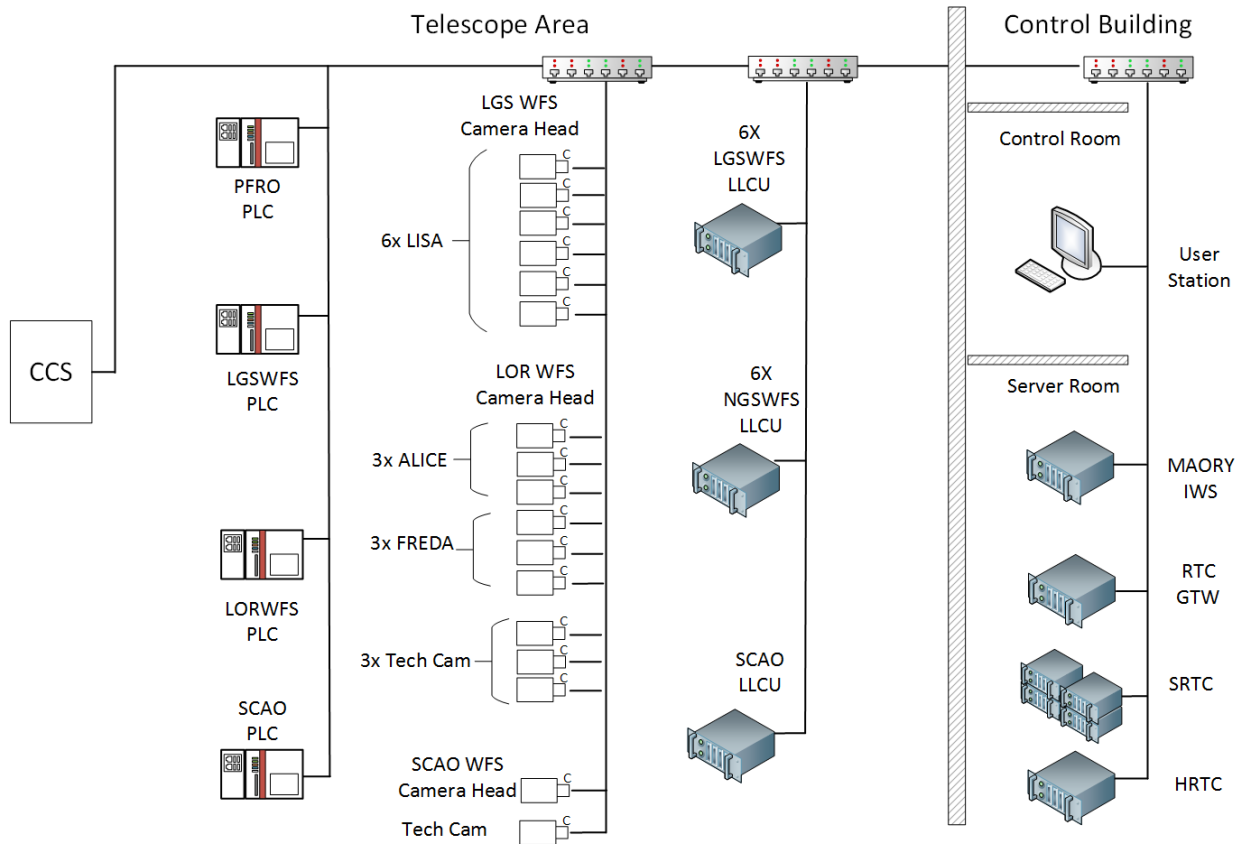 Telescope Area
Control Building
PFRO
PLC
LGSWFS
PLC
CCS
LORWFS
PLC
SCAO
PLC
LGS WFS
Camera Head
C
C
C
6x LISA
C
C
C
LOR WFS
Camera Head
C
3x ALICE
C
C
C
3x FREDA
C
C
C
3x Tech Cam
C
C
SCAO WFS
Camera Head
C
Tech Cam
C
6X
LGSWFS
LLCU
6X
NGSWFS
LLCU
SCAO
LLCU
Control Room
User
Station
Server Room
MAORY
IWS
RTC
GTW
SRTC
HRTC